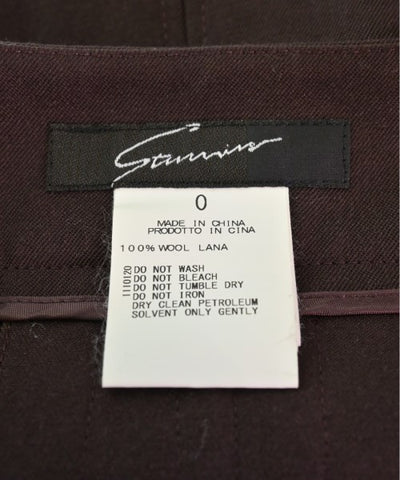 Stunning
0
MADE IN CHINA
PRODOTTO IN CINA
100% WOOL LANA
1110120
DO NOT WASH
DO NOT BLEACH
DO NOT TUMBLE DRY
DO NOT IRON
DRY CLEAN PETROLEUM
SOLVENT ONLY GENTLY